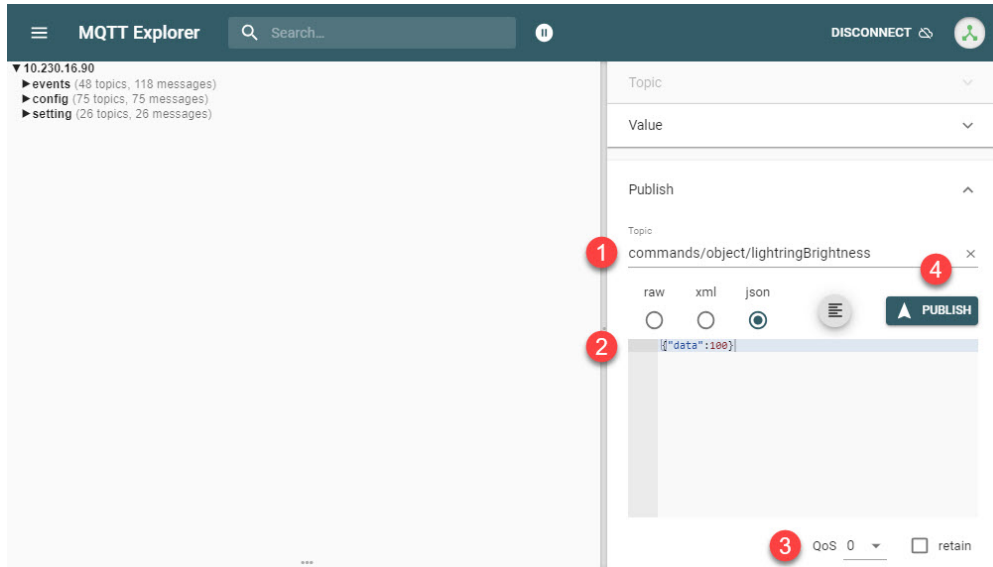 MQTT Explorer
Search...
DISCONNECT
▼ 10.230.16.90
▶ events (48 topics, 118 messages)
▶ config (75 topics, 75 messages)
▶ setting (26 topics, 26 messages)
Topic
Value
Publish
Topic
1 commands/object/lightringBrightness
4
raw xml json
PUBLISH
2 {"data":100}
3 QoS 0 retain